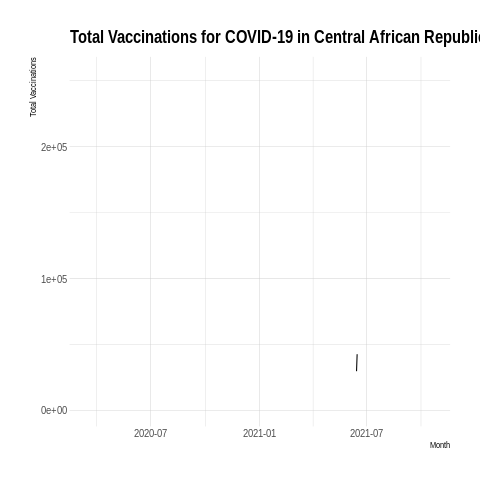 Total Vaccinations for COVID-19 in Central African Republi
Total Vaccinations
2e+05
1e+05
0e+00
2020-07 2021-01 2021-07
Month